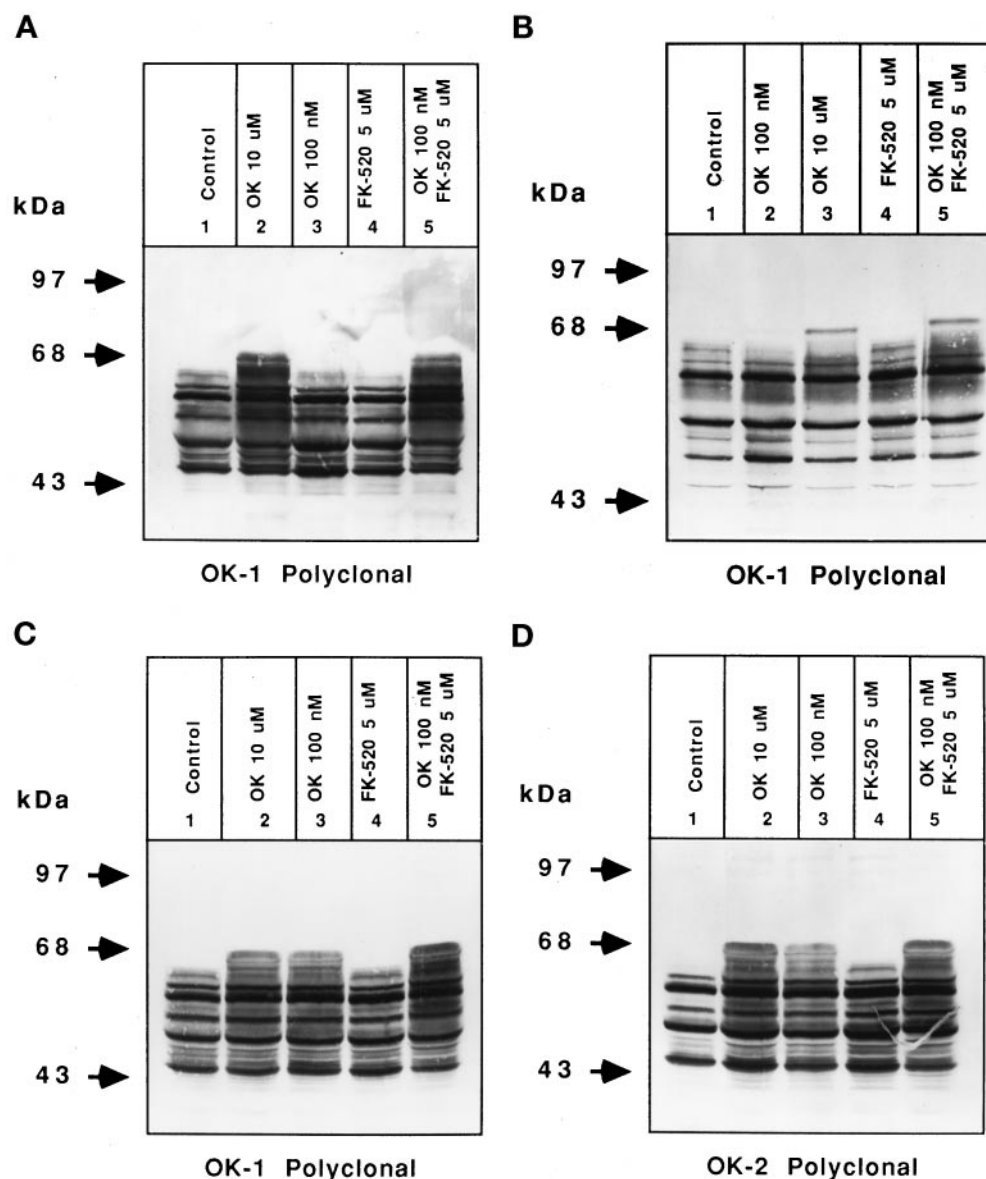 A
Control
OK 10 uM
OK 100 nM
FK-520 5 uM
OK 100 nM
FK-520 5 uM
1 2 3 4 5
kDa
97
68
43
OK-1 Polyclonal
B
Control
OK 100 nM
OK 10 uM
FK-520 5 uM
OK 100 nM
FK-520 5 uM
1 2 3 4 5
kDa
97
68
43
OK-1 Polyclonal
C
Control
OK 10 uM
OK 100 nM
FK-520 5 uM
OK 100 nM
FK-520 5 uM
1 2 3 4 5
kDa
97
68
43
OK-1 Polyclonal
D
Control
OK 10 uM
OK 100 nM
FK-520 5 uM
OK 100 nM
FK-520 5 uM
1 2 3 4 5
kDa
97
68
43
OK-2 Polyclonal